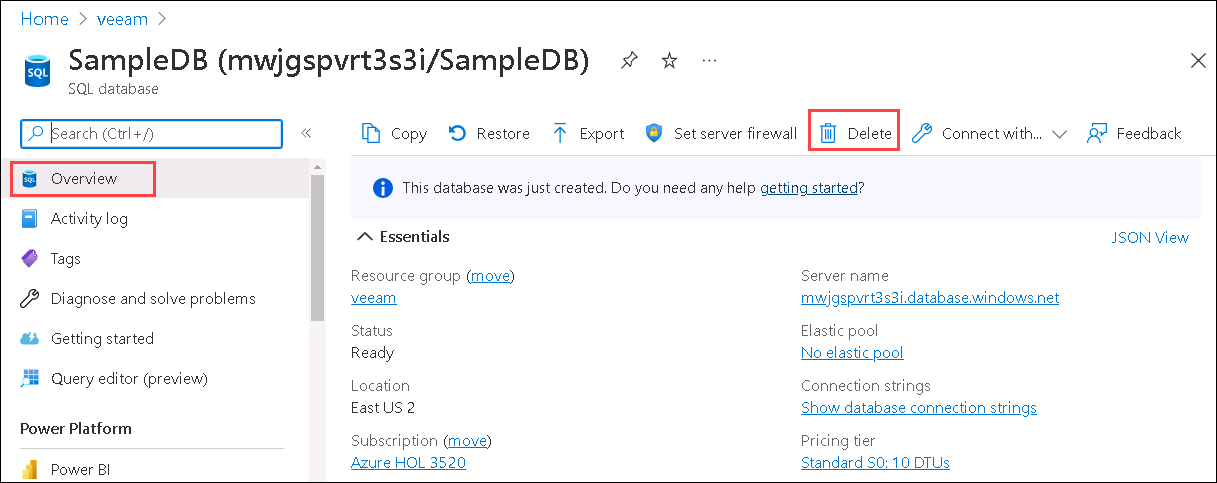 Home > veeam >
SampleDB (mwjgspvrt3s3i/SampleDB) ...
SQL
SQL database
Search (Ctrl+/) «
Copy Restore Export Set server firewall Delete Connect with... Feedback
SQL Overview
This database was just created. Do you need any help getting started?
Activity log
Essentials JSON View
Tags
Resource group (move) Server name
veeam mwjgspvrt3s3i.database.windows.net
Diagnose and solve problems
Status Elastic pool
Getting started
Ready No elastic pool
Query editor (preview)
Location Connection strings
East US 2 Show database connection strings
Power Platform
Subscription (move) Pricing tier
Azure HOL 3520 Standard S0: 10 DTUs
Power BI